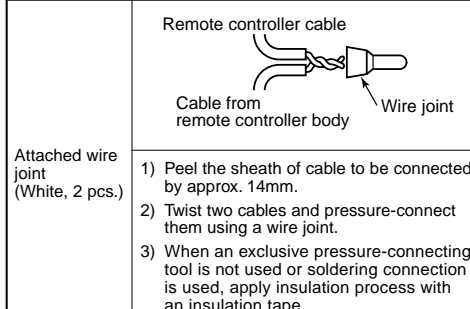 Remote controller cable
Cable from
remote controller body
Wire joint
Attached wire
joint
(White, 2 pcs.)
1) Peel the sheath of cable to be connected
by approx. 14mm.
2) Twist two cables and pressure-connect
them using a wire joint.
3) When an exclusive pressure-connecting
tool is not used or soldering connection
is used, apply insulation process with
an insulation tape